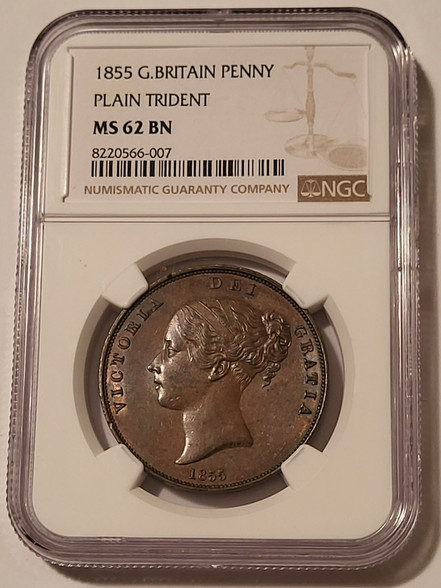 1855 G.BRITAIN PENNY
PLAIN TRIDENT
MS 62 BN
8220566-007
NUMISMATIC GUARANTY COMPANY NGC
VICTORIA DEI GRATIA
1855